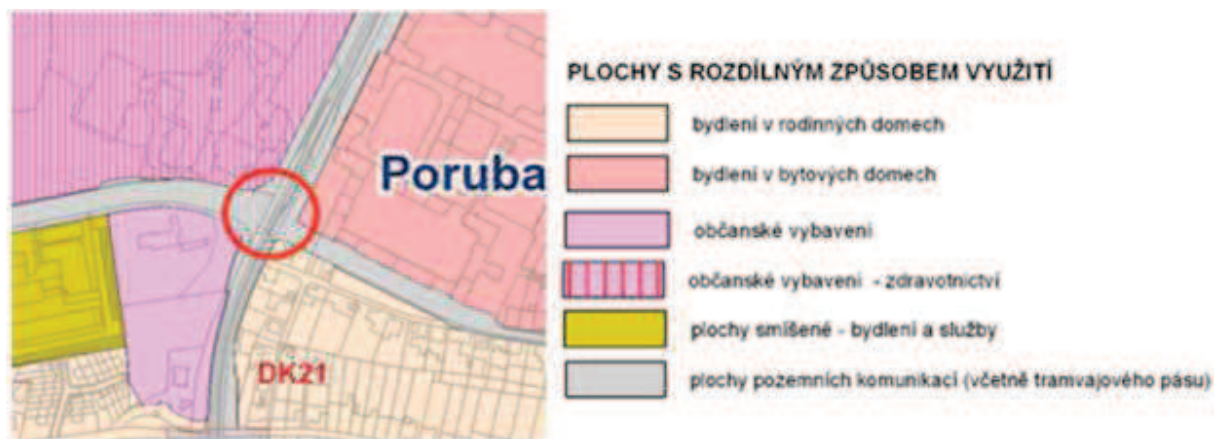 Poruba
DK21
PLOCHY S ROZDÍLNÝM ZPŮSOBEM VYUŽITÍ
bydlení v rodinných domech
bydlení v bytových domech
občanské vybavení
občanské vybavení - zdravotnictví
plochy smíšené - bydlení a služby
plochy pozemních komunikací (včetně tramvajového pásu)